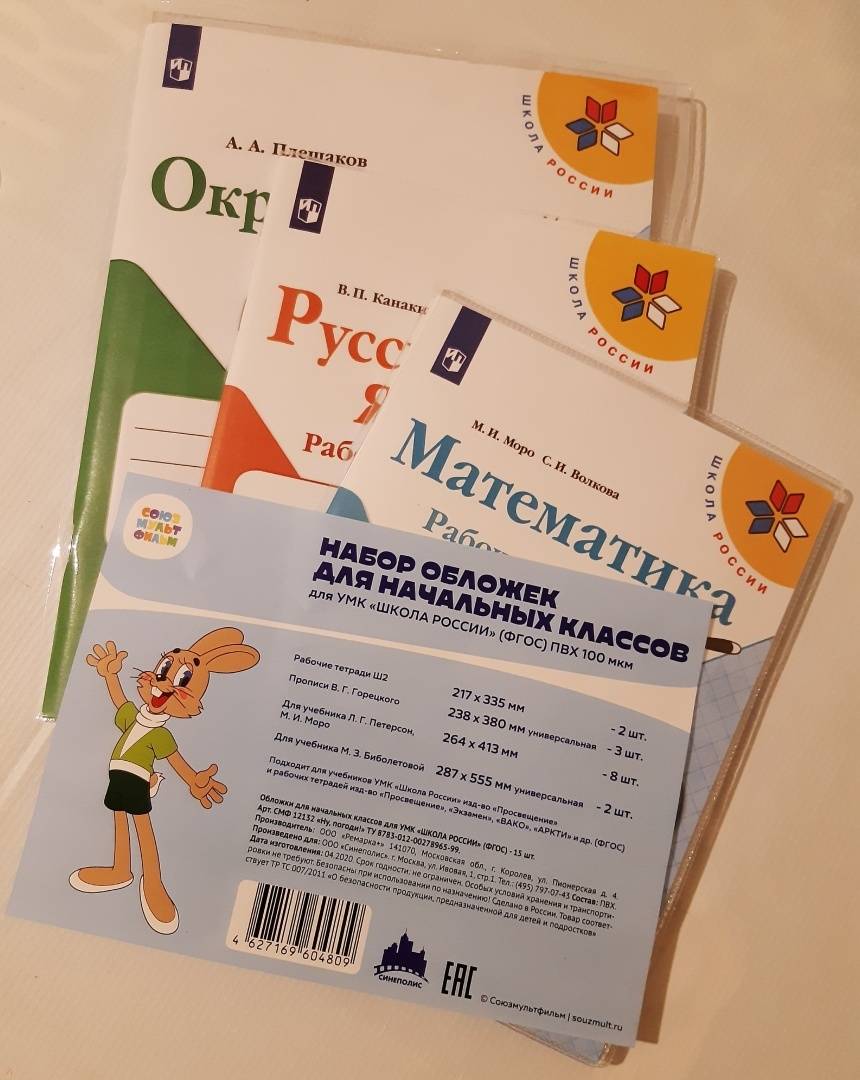 А. А. Плешаков
Окр
ШКОЛА РОССИИ
В. П. Канаки
Русс
Я
Раб
ШКОЛА РОССИИ
М. И. Моро С. И. Волкова
Математика
Рабо
ШКОЛА РОССИИ
СОЮЗ
МУЛЬТ
ФИЛЬМ
НАБОР ОБЛОЖЕК
ДЛЯ НАЧАЛЬНЫХ КЛАССОВ
для УМК «ШКОЛА РОССИИ» (ФГОС) ПВХ 100 мкм
Рабочие тетради Ш2 217 х 335 мм - 2 шт.
Прописи В. Г. Горецкого 238 х 380 мм универсальная - 3 шт.
Для учебника Л. Г. Петерсон,
М. И. Моро 264 х 413 мм - 8 шт.
Для учебника М. З. Биболетовой 287 х 555 мм универсальная - 2 шт.
Подходит для учебников УМК «Школа России» изд-во «Просвещение»
и рабочих тетрадей изд-во «Просвещение», «Экзамен», «ВАКО», «АРКТИ» и др. (ФГОС)
Обложки для начальных классов для УМК «ШКОЛА РОССИИ» (ФГОС) - 15 шт.
Арт. СМФ 12132 «Ну, погоди!» ТУ 8783-012-00278965-99.
Производитель: ООО «Ремарка+» 141070, Московская обл., г. Королев, ул. Пионерская д. 4.
Произведено для: ООО «Синеполис». г. Москва, ул. Ивовая, 1, стр.1. Тел.: (495) 797-07-43 Состав: ПВХ.
Дата изготовления: 04.2020. Срок годности: не ограничен. Особых условий хранения и транспорти-
ровки не требуют. Безопасны при использовании по назначению! Сделано в России. Товар соответ-
ствует ТР ТС 007/2011 «О безопасности продукции, предназначенной для детей и подростков»
4 627169 604809
СИНЕПОЛИС
EAC
© Союзмультфильм | souzmult.ru